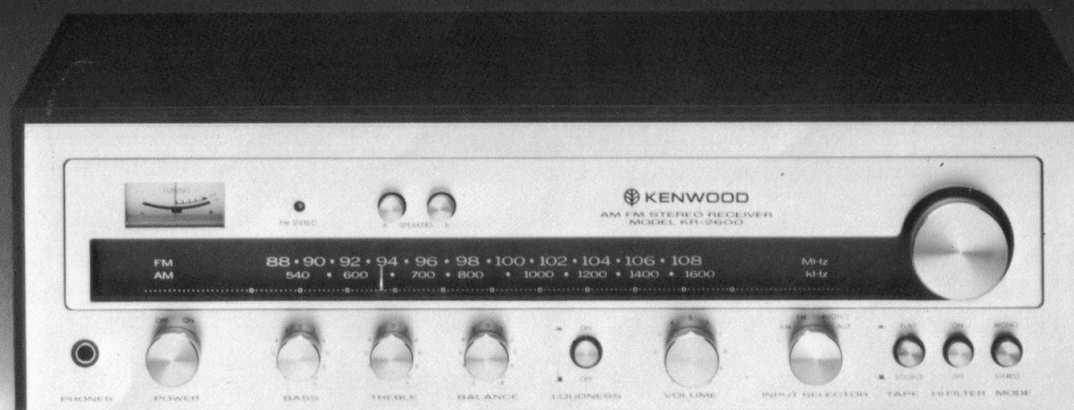 TUNING
FM STEREO
A SPEAKERS B
KENWOOD
AM FM STEREO RECEIVER
MODEL KR-2600
FM 88 • 90 • 92 • 94 • 96 • 98 • 100 • 102 • 104 • 106 • 108 MHz
AM 540 • 600 • 700 • 800 • 1000 • 1200 • 1400 • 1600 kHz
OFF ON
ON
FLAT
ON
MONO
SOURCE
OFF
STEREO
PHONES
POWER
BASS
TREBLE
BALANCE
LOUDNESS
VOLUME
INPUT SELECTOR
TAPE
HI FILTER
MODE